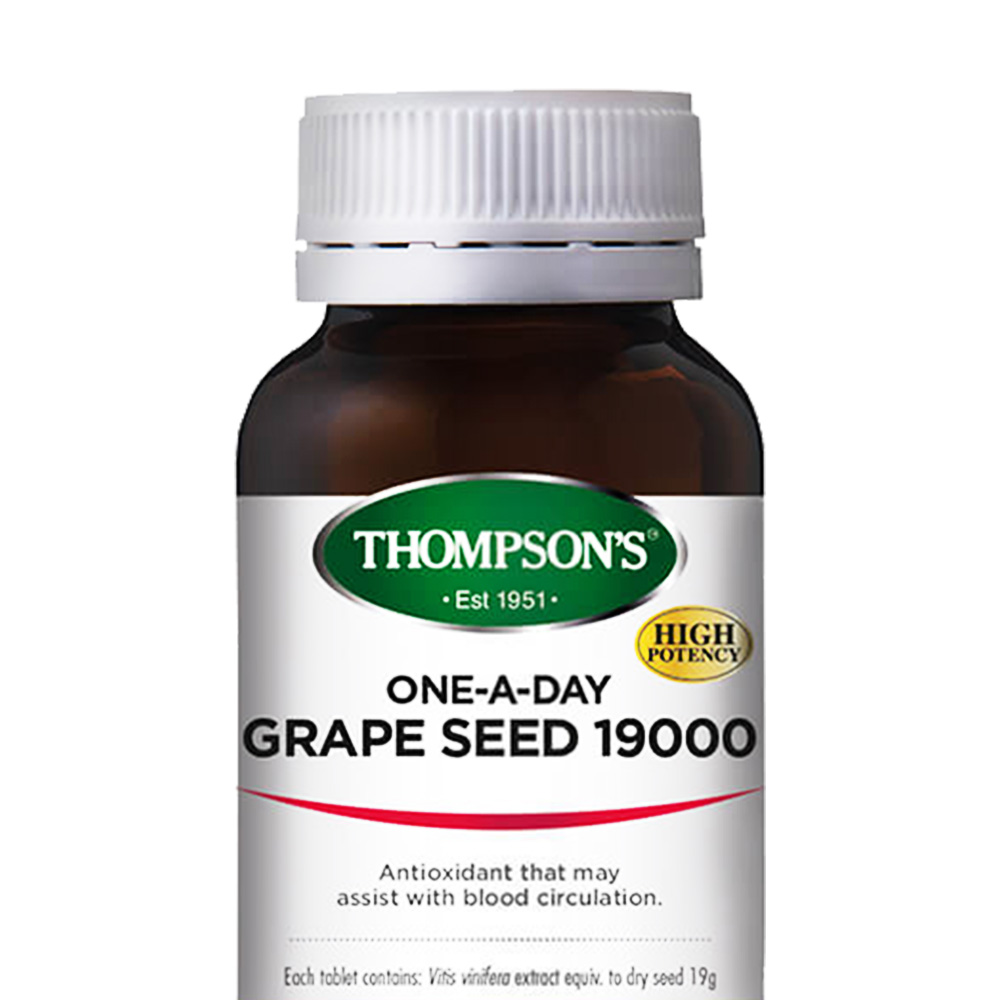 THOMPSON'S®
• Est 1951 •
HIGH
POTENCY
ONE-A-DAY
GRAPE SEED 19000
Antioxidant that may
assist with blood circulation.
Each tablet contains: Vitis vinifera extract equiv. to dry seed 19g